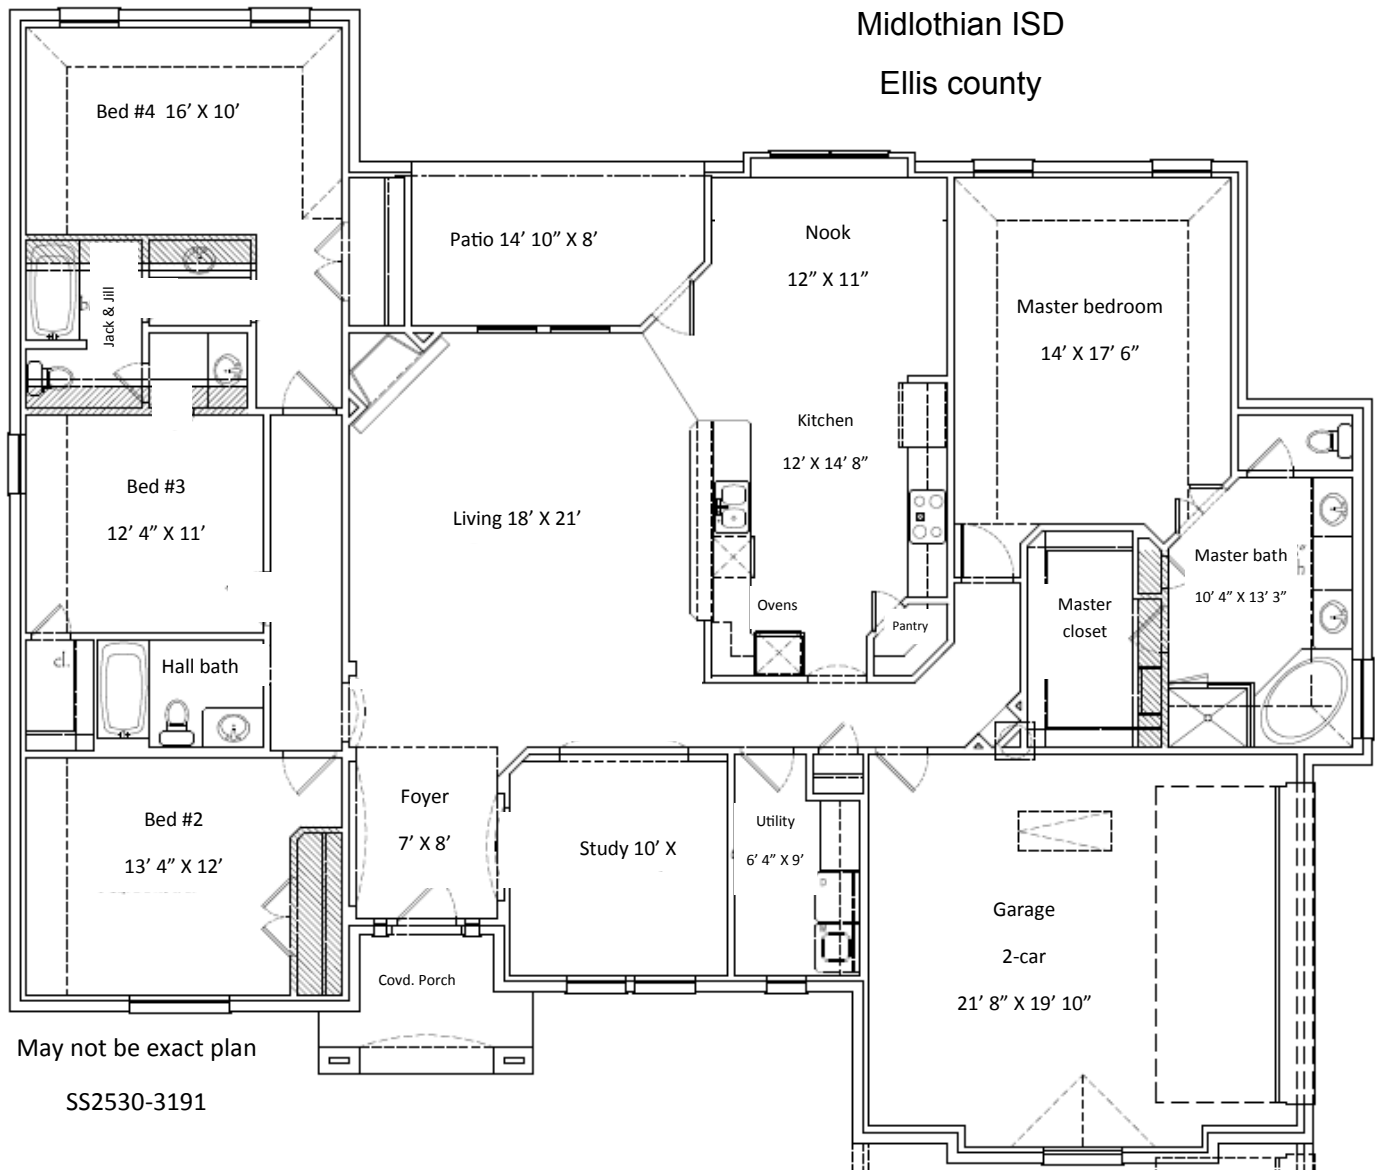 Midlothian ISD
Ellis county
Bed #4  16’ X 10’
Patio 14’ 10” X 8’
Nook
12” X 11”
Master bedroom
14’ X 17’ 6”
Jack & Jill
Kitchen
12’ X 14’ 8”
Bed #3
12’ 4” X 11’
Living 18’ X 21’
Master bath
10’ 4” X 13’ 3”
Ovens
Pantry
Master
closet
cl.
Hall bath
Foyer
7’ X 8’
Bed #2
13’ 4” X 12’
Study 10’ X
Utility
6’ 4” X 9’
Garage
2-car
21’ 8” X 19’ 10”
Covd. Porch
May not be exact plan
SS2530-3191